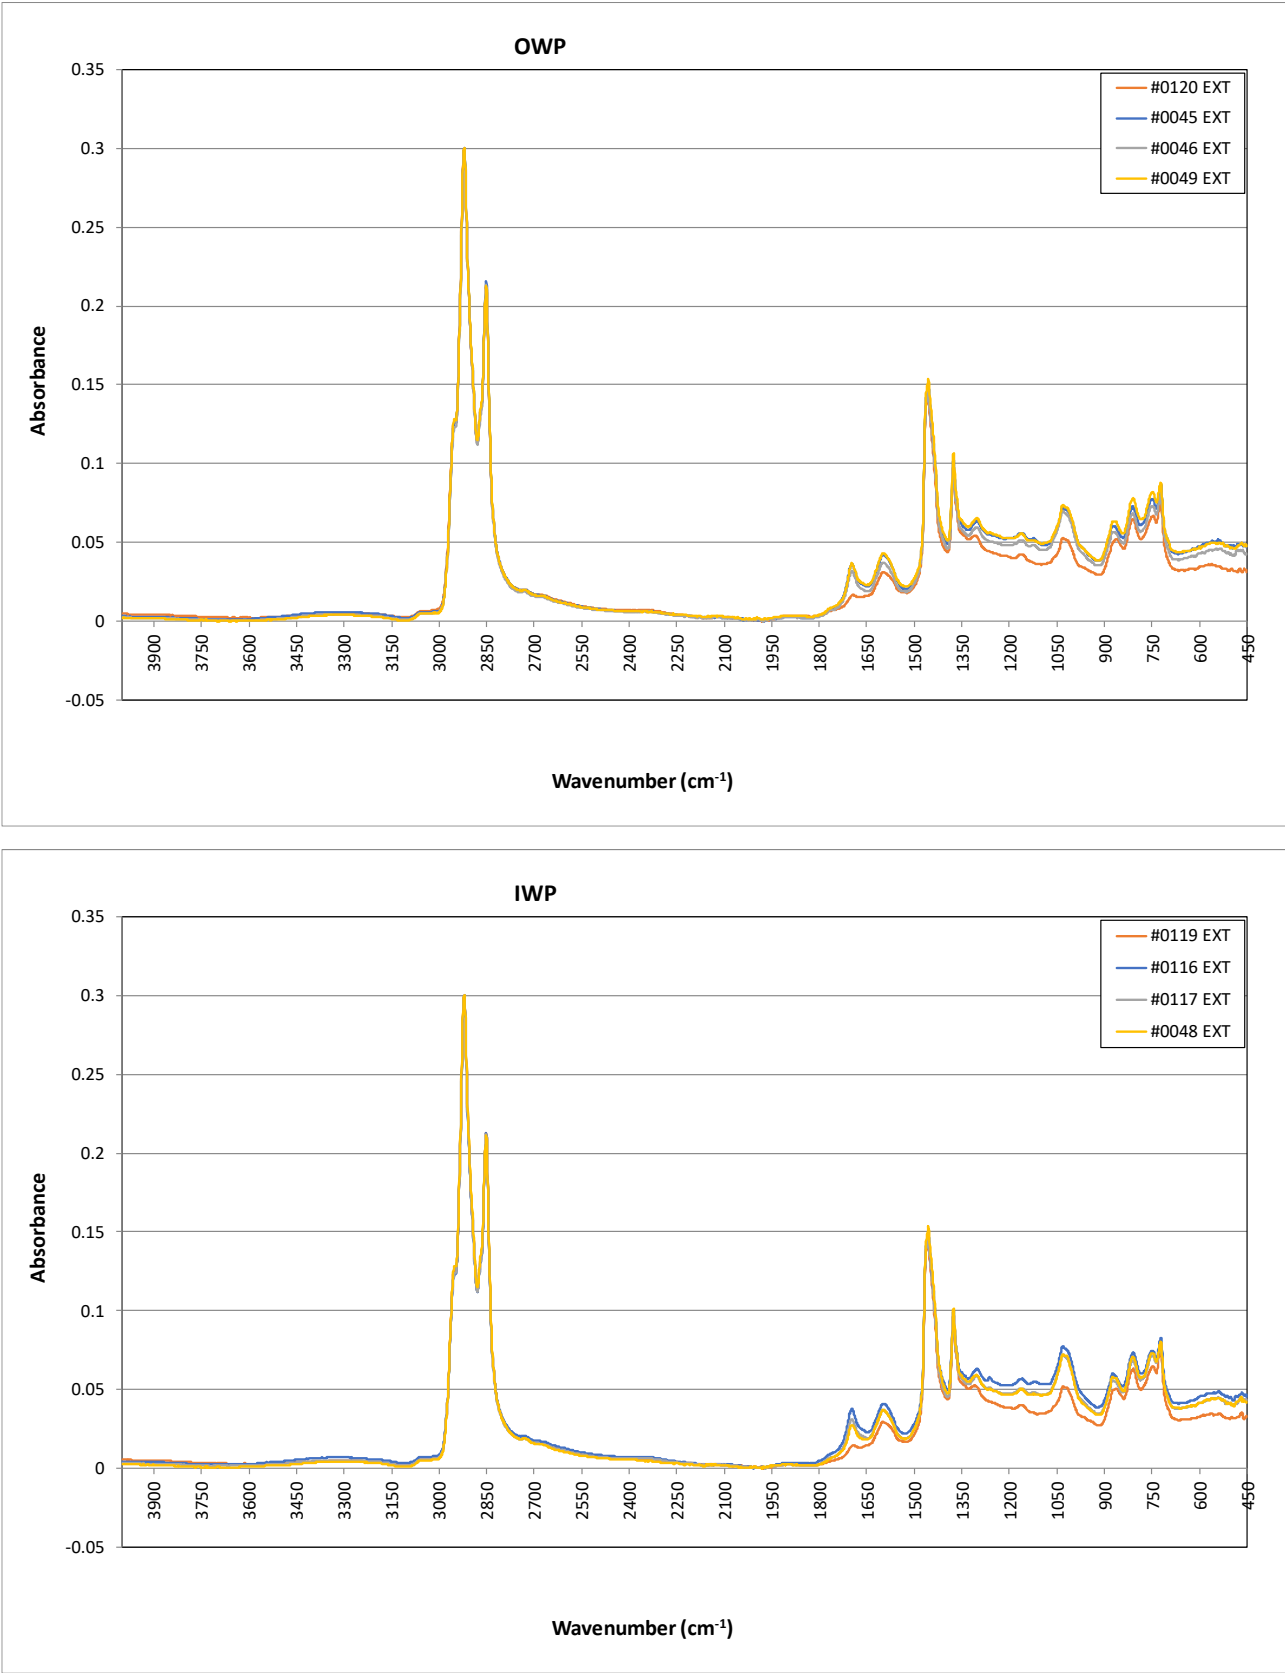 OWP
0.35
0.3
0.25
0.2
0.15
0.1
0.05
0
-0.05
Absorbance
#0120 EXT
#0045 EXT
#0046 EXT
#0049 EXT
3900 3750 3600 3450 3300 3150 3000 2850 2700 2550 2400 2250 2100 1950 1800 1650 1500 1350 1200 1050 900 750 600 450
Wavenumber (cm-1)
IWP
0.35
0.3
0.25
0.2
0.15
0.1
0.05
0
-0.05
Absorbance
#0119 EXT
#0116 EXT
#0117 EXT
#0048 EXT
3900 3750 3600 3450 3300 3150 3000 2850 2700 2550 2400 2250 2100 1950 1800 1650 1500 1350 1200 1050 900 750 600 450
Wavenumber (cm-1)